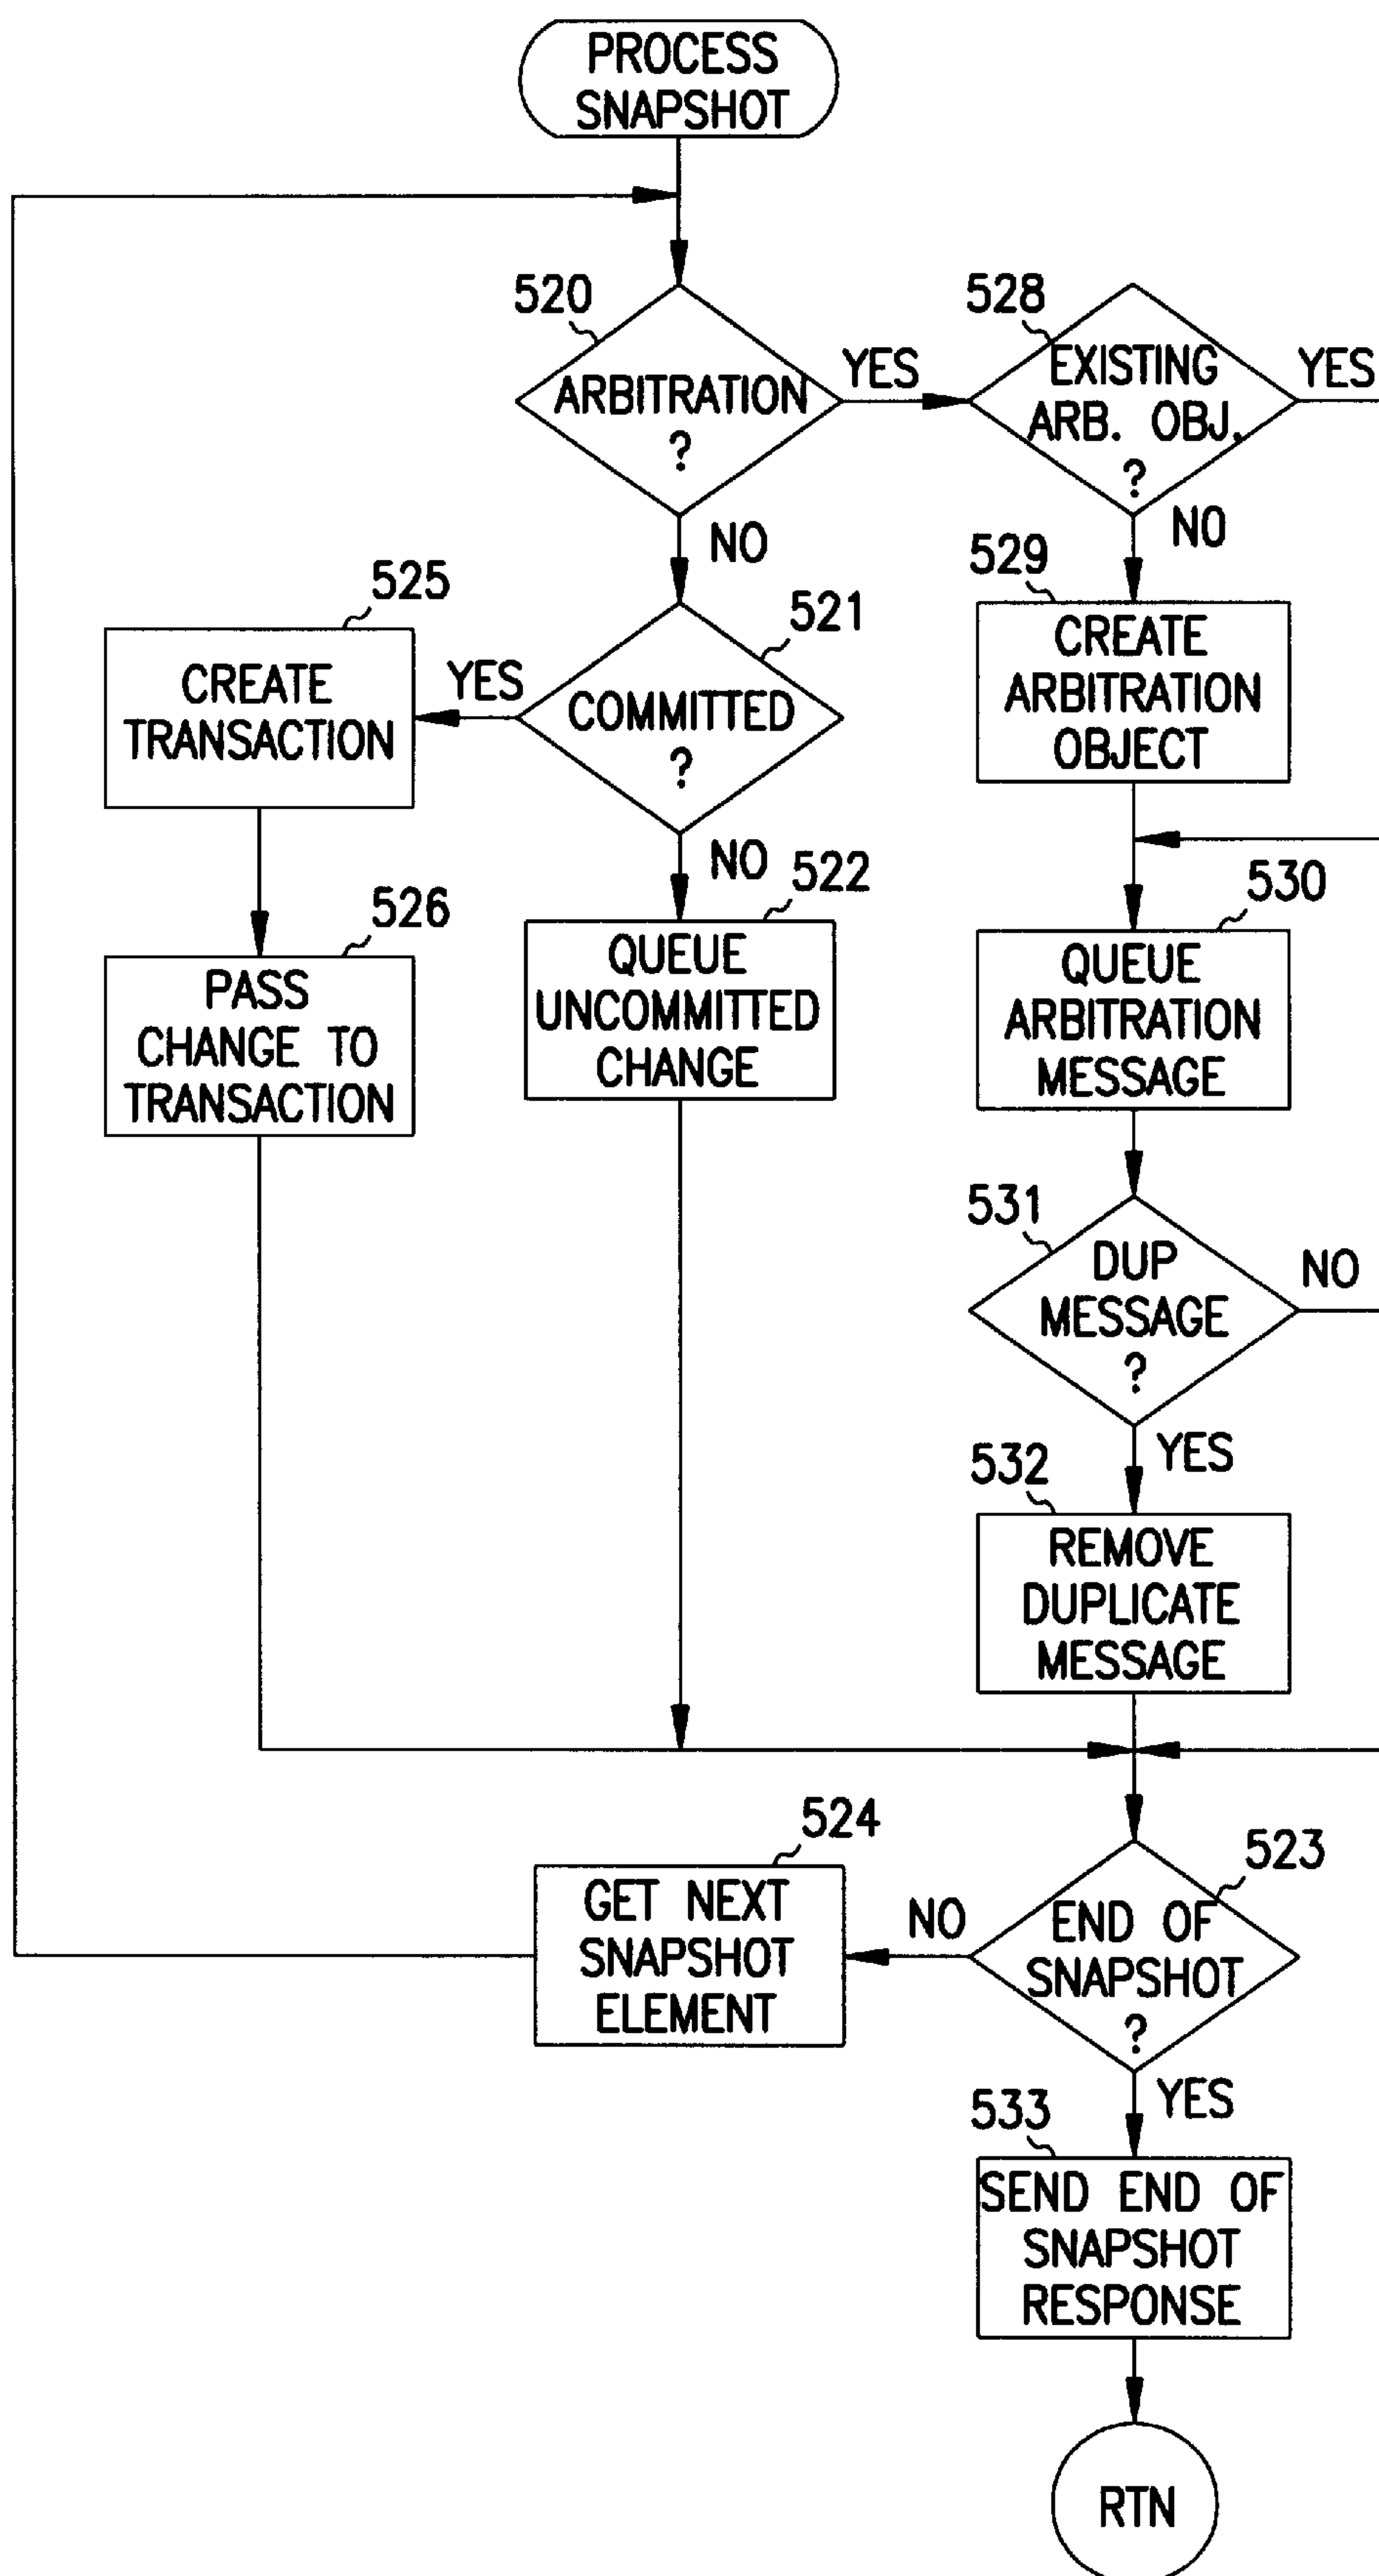 PROCESS
SNAPSHOT
520
ARBITRATION
?
YES
NO
528
EXISTING
ARB. OBJ.
?
YES
NO
529
CREATE
ARBITRATION
OBJECT
521
COMMITTED
?
YES
NO
525
CREATE
TRANSACTION
526
PASS
CHANGE TO
TRANSACTION
522
QUEUE
UNCOMMITTED
CHANGE
530
QUEUE
ARBITRATION
MESSAGE
531
DUP
MESSAGE
?
NO
YES
532
REMOVE
DUPLICATE
MESSAGE
523
END OF
SNAPSHOT
?
NO
YES
524
GET NEXT
SNAPSHOT
ELEMENT
533
SEND END OF
SNAPSHOT
RESPONSE
RTN